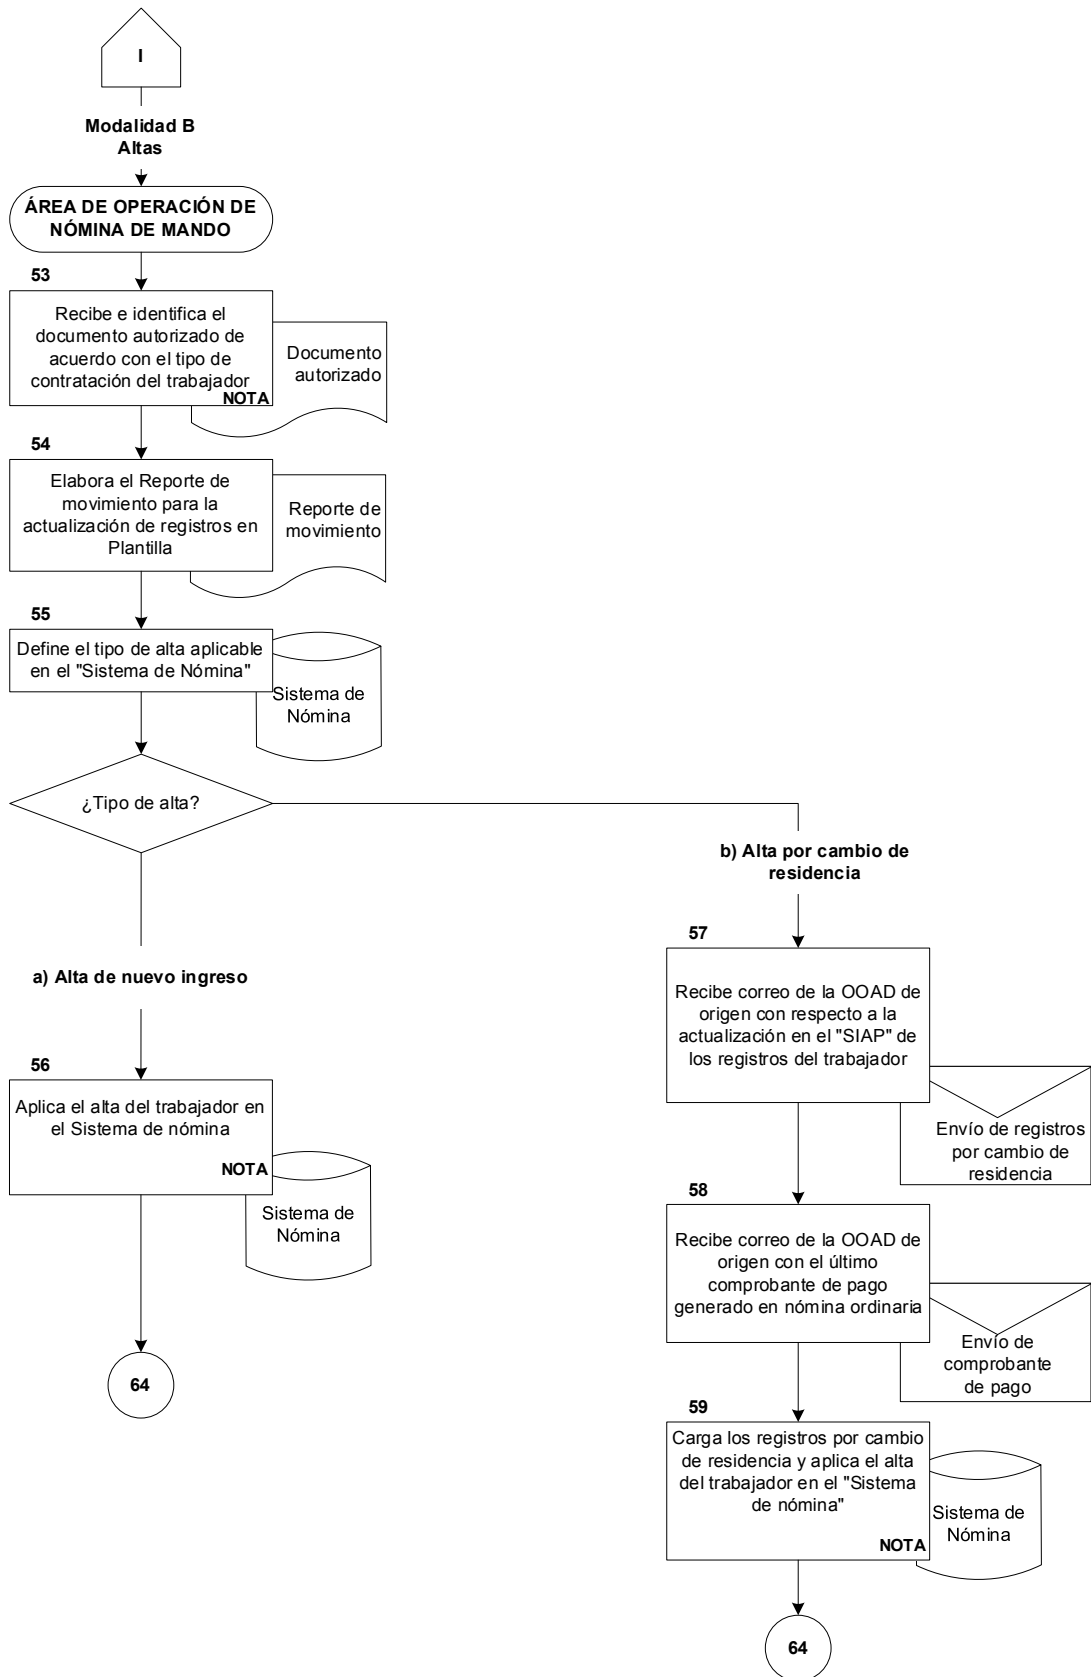 I
Modalidad B
Altas
ÁREA DE OPERACIÓN DE
NÓMINA DE MANDO
53
Recibe e identifica el
documento autorizado de
acuerdo con el tipo de
contratación del trabajador
NOTA
Documento
autorizado
54
Elabora el Reporte de
movimiento para la
actualización de registros en
Plantilla
Reporte de
movimiento
55
Define el tipo de alta aplicable
en el "Sistema de Nómina"
Sistema de
Nómina
¿Tipo de alta?
a) Alta de nuevo ingreso
56
Aplica el alta del trabajador en
el Sistema de nómina
NOTA
Sistema de
Nómina
64
b) Alta por cambio de
residencia
57
Recibe correo de la OOAD de
origen con respecto a la
actualización en el "SIAP" de
los registros del trabajador
Envío de registros
por cambio de
residencia
58
Recibe correo de la OOAD de
origen con el último
comprobante de pago
generado en nómina ordinaria
Envío de
comprobante
de pago
59
Carga los registros por cambio
de residencia y aplica el alta
del trabajador en el "Sistema
de nómina"
NOTA
Sistema de
Nómina
64